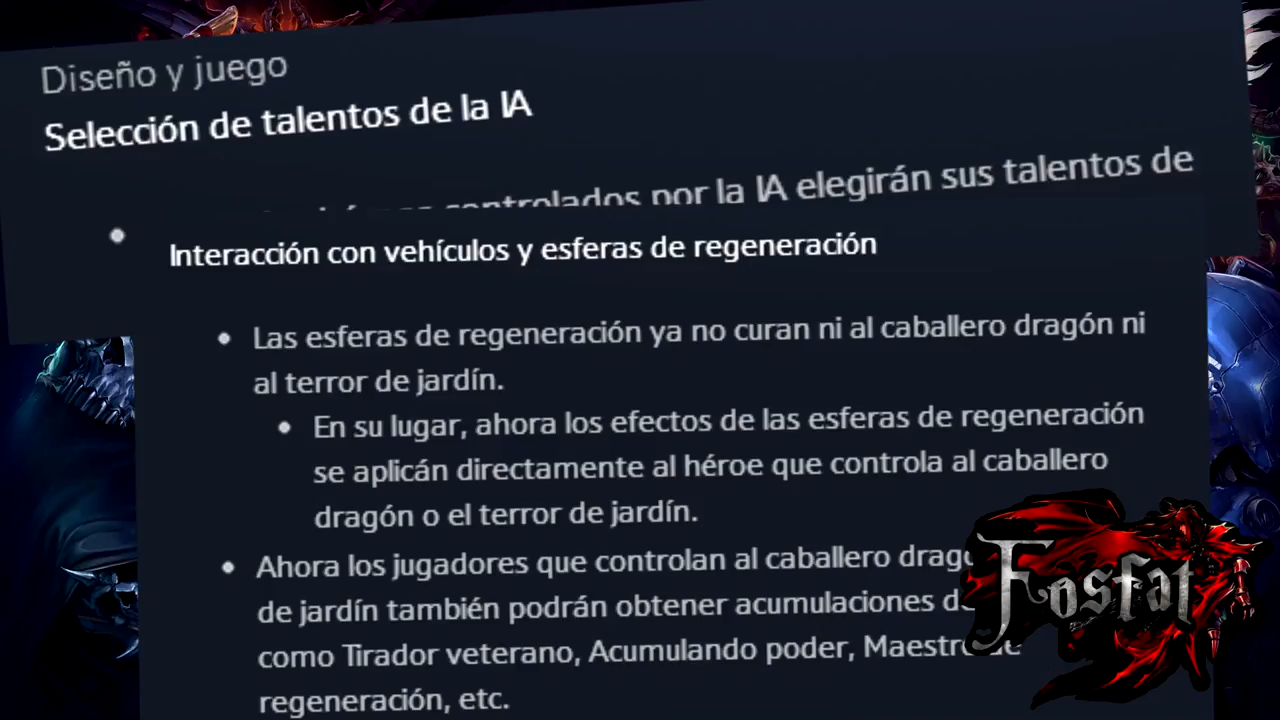 Diseño y juego
Selección de talentos de la IA
controlados por la IA elegirán sus talentos de
Interacción con vehículos y esferas de regeneración
Las esferas de regeneración ya no curan ni al caballero dragón ni
al terror de jardín.
En su lugar, ahora los efectos de las esferas de regeneración
se aplicán directamente al héroe que controla al caballero
dragón o el terror de jardín.
Ahora los jugadores que controlan al caballero
de jardín también podrán obtener acumulaciones
como Tirador veterano, Acumulando poder, Maestro de
regeneración, etc.
Fosfat